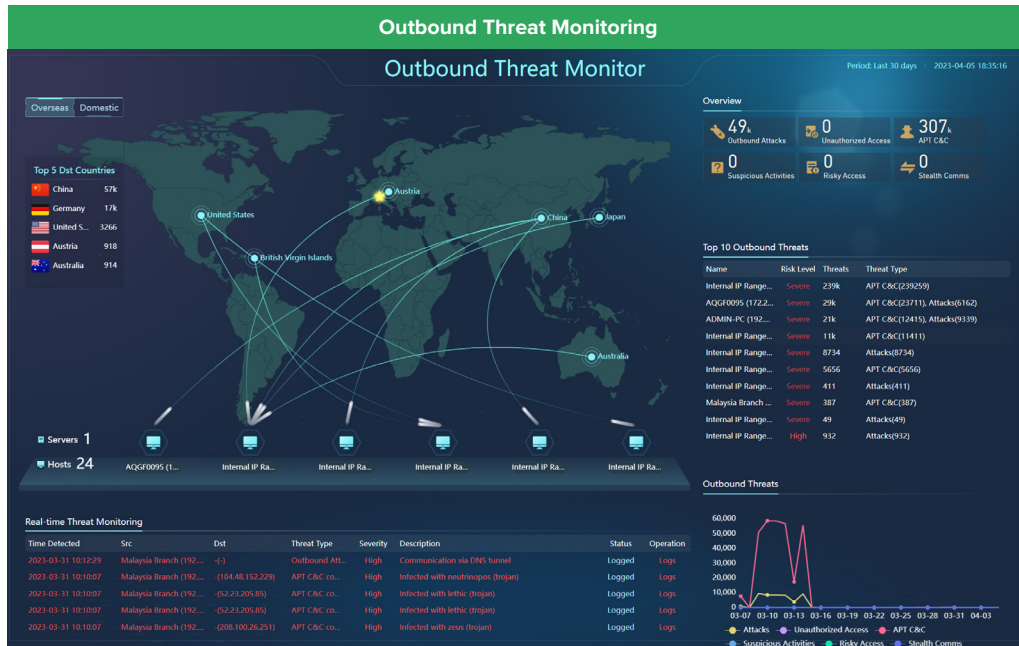 Outbound Threat Monitoring
Outbound Threat Monitor
Period: Last 30 days 2023-04-05 18:35:16
Overseas Domestic
Top 5 Dst Countries
China 57k
Germany 17k
United S... 3266
Austria 918
Australia 914
United States
British Virgin Islands
Austria
China
Japan
Australia
Servers 1
Hosts 24
AQGF0095 (1... Internal IP Ra... Internal IP Ra... Internal IP Ra... Internal IP Ra... Internal IP Ra...
Overview
49k Outbound Attacks
0 Unauthorized Access
307k APT C&C
0 Suspicious Activities
0 Risky Access
0 Stealth Comms
Top 10 Outbound Threats
Name Risk Level Threats Threat Type
Internal IP Range... Severe 239k APT C&C(239259)
AQGF0095 (172.2... Severe 29k APT C&C(23711), Attacks(6162)
ADMIN-PC (192.... Severe 21k APT C&C(12415), Attacks(9339)
Internal IP Range... Severe 11k APT C&C(11411)
Internal IP Range... Severe 8734 Attacks(8734)
Internal IP Range... Severe 5656 APT C&C(5656)
Internal IP Range... Severe 411 Attacks(411)
Malaysia Branch ... Severe 387 APT C&C(387)
Internal IP Range... Severe 49 Attacks(49)
Internal IP Range... High 932 Attacks(932)
Real-time Threat Monitoring
Time Detected Src Dst Threat Type Severity Description Status Operation
2023-03-31 10:12:29 Malaysia Branch (192.... -(-) Outbound Att... High Communication via DNS tunnel Logged Logs
2023-03-31 10:10:07 Malaysia Branch (192.... -(104.48.152.229) APT C&C co... High Infected with neutrinopos (trojan) Logged Logs
2023-03-31 10:10:07 Malaysia Branch (192.... -(52.23.205.85) APT C&C co... High Infected with lethic (trojan) Logged Logs
2023-03-31 10:10:07 Malaysia Branch (192.... -(52.23.205.85) APT C&C co... High Infected with lethic (trojan) Logged Logs
2023-03-31 10:10:07 Malaysia Branch (192.... -(208.100.26.251) APT C&C co... High Infected with zeus (trojan) Logged Logs
Outbound Threats
60,000
50,000
40,000
30,000
20,000
10,000
0
03-07 03-10 03-13 03-16 03-19 03-22 03-25 03-28 03-31 04-03
Attacks Unauthorized Access APT C&C
Suspicious Activities Risky Access Stealth Comms